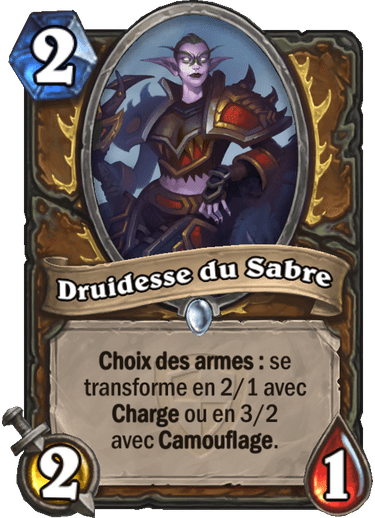 2
Druidesse du Sabre
Choix des armes : se
transforme en 2/1 avec
Charge ou en 3/2
avec Camouflage.
2
1